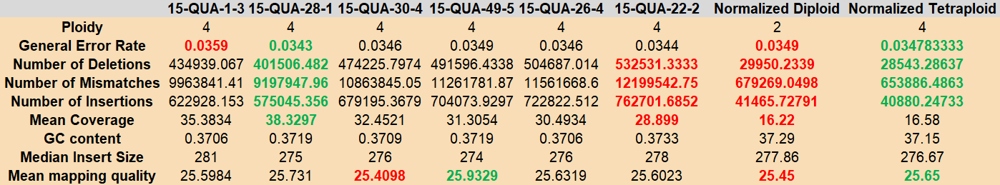 15-QUA-1-3 15-QUA-28-1 15-QUA-30-4 15-QUA-49-5 15-QUA-26-4 15-QUA-22-2 Normalized Diploid Normalized Tetraploid
Ploidy 4 4 4 4 4 4 2 4
General Error Rate 0.0359 0.0343 0.0346 0.0349 0.0346 0.0344 0.0349 0.034783333
Number of Deletions 434939.067 401506.482 474225.7974 491596.4338 504687.014 532531.3333 29950.2339 28543.28637
Number of Mismatches 9963841.41 9197947.96 10863845.05 11261781.87 11561668.6 12199542.75 679269.0498 653886.4863
Number of Insertions 622928.153 575045.356 679195.3679 704073.9297 722822.512 762701.6852 41465.72791 40880.24733
Mean Coverage 35.3834 38.3297 32.4521 31.3054 30.4934 28.899 16.22 16.58
GC content 0.3706 0.3719 0.3709 0.3719 0.3706 0.3733 37.29 37.15
Median Insert Size 281 275 276 274 276 278 277.86 276.67
Mean mapping quality 25.5984 25.731 25.4098 25.9329 25.6319 25.6023 25.45 25.65